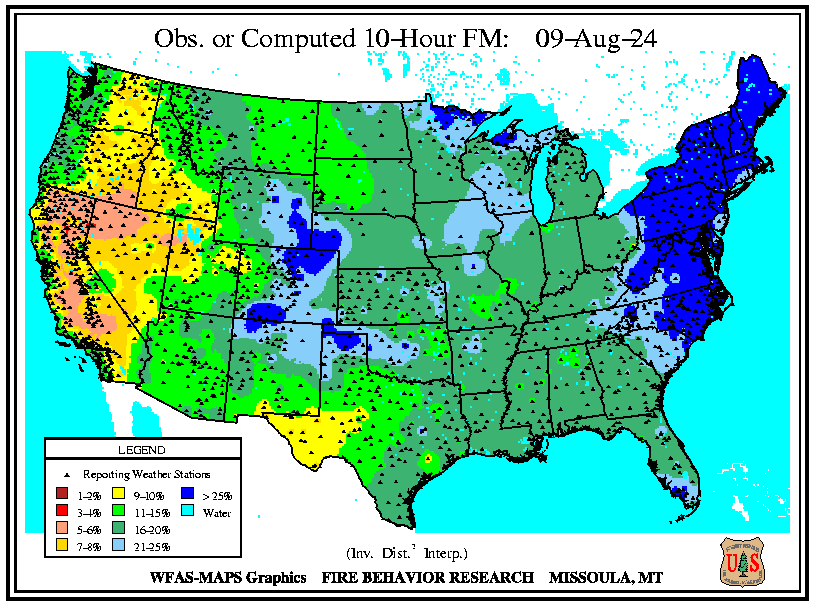 Obs. or Computed 10-Hour FM: 09-Aug-24
LEGEND
Reporting Weather Stations
1-2% 9-10% > 25%
3-4% 11-15% Water
5-6% 16-20%
7-8% 21-25%
(Inv. Dist.² Interp.)
WFAS-MAPS Graphics FIRE BEHAVIOR RESEARCH MISSOULA, MT
U S